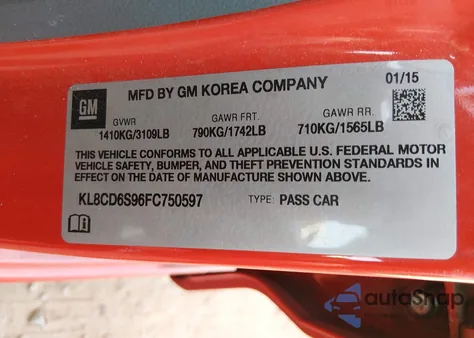 MFD BY GM KOREA COMPANY
01/15
GM
GVWR
GAWR FRT.
GAWR RR.
1410KG/3109LB
790KG/1742LB
710KG/1565LB
THIS VEHICLE CONFORMS TO ALL APPLICABLE U.S. FEDERAL MOTOR
VEHICLE SAFETY, BUMPER, AND THEFT PREVENTION STANDARDS IN
EFFECT ON THE DATE OF MANUFACTURE SHOWN ABOVE.
KL8CD6S96FC750597
TYPE: PASS CAR
autoSnap